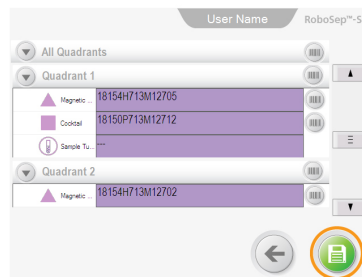 User Name RoboSep™-S
All Quadrants
Quadrant 1
Magnetic ... 18154H713M12705
Cocktail 18150P713M12712
Sample Tu... ---
Quadrant 2
Magnetic ... 18154H713M12702